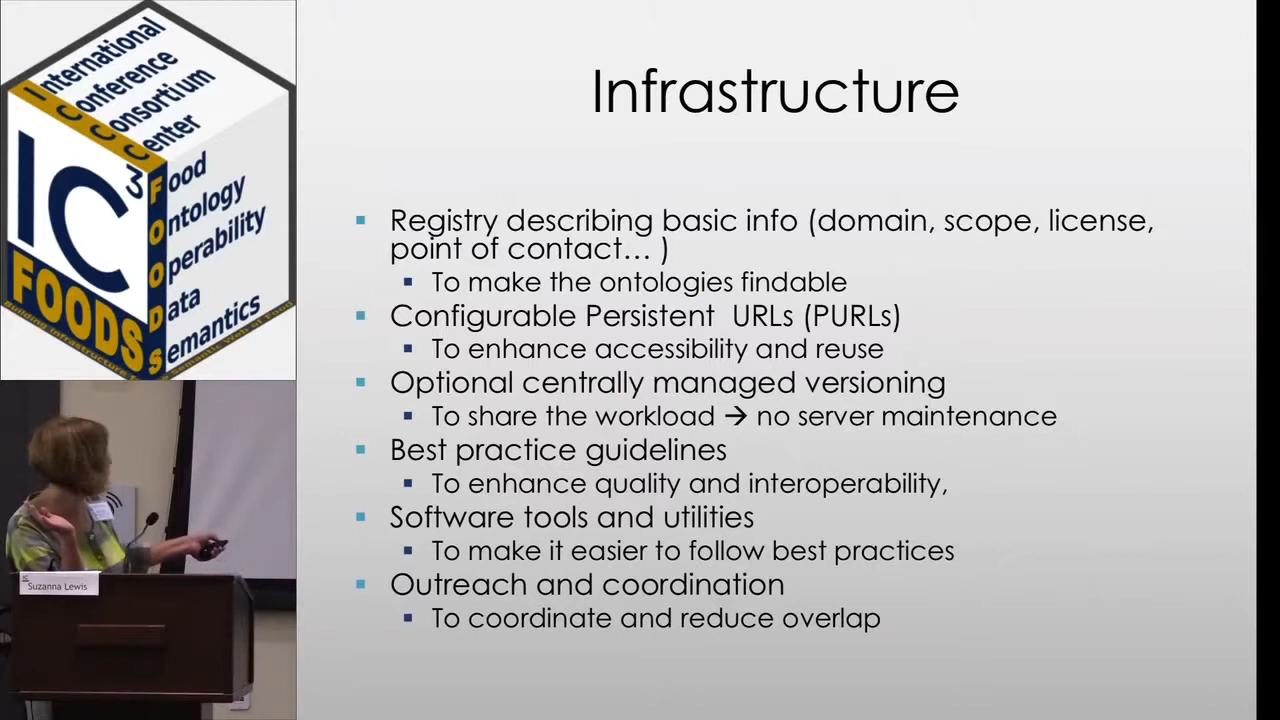 International
Conference
Consortium
Center
IC3
FOODS
Food
Ontology
Operability
Data
Semantics
Suzanna Lewis
Infrastructure
Registry describing basic info (domain, scope, license,
point of contact… )
To make the ontologies findable
Configurable Persistent URLs (PURLs)
To enhance accessibility and reuse
Optional centrally managed versioning
To share the workload → no server maintenance
Best practice guidelines
To enhance quality and interoperability,
Software tools and utilities
To make it easier to follow best practices
Outreach and coordination
To coordinate and reduce overlap